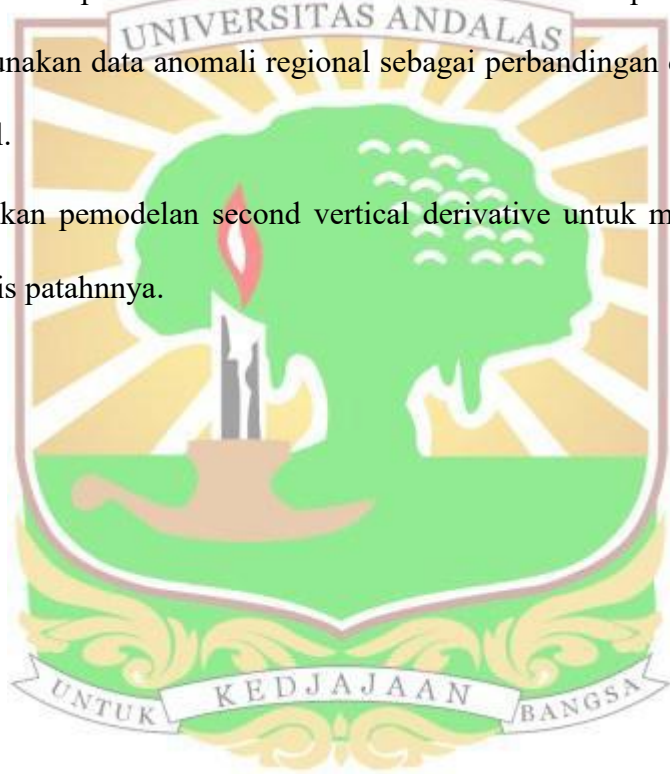 UNIVERSITAS ANDALAS
unakan data anomali regional sebagai perbandingan
l.
kan pemodelan second vertical derivative untuk m
is patahnnya.
UNTUK KEDJAJAAN BANGSA